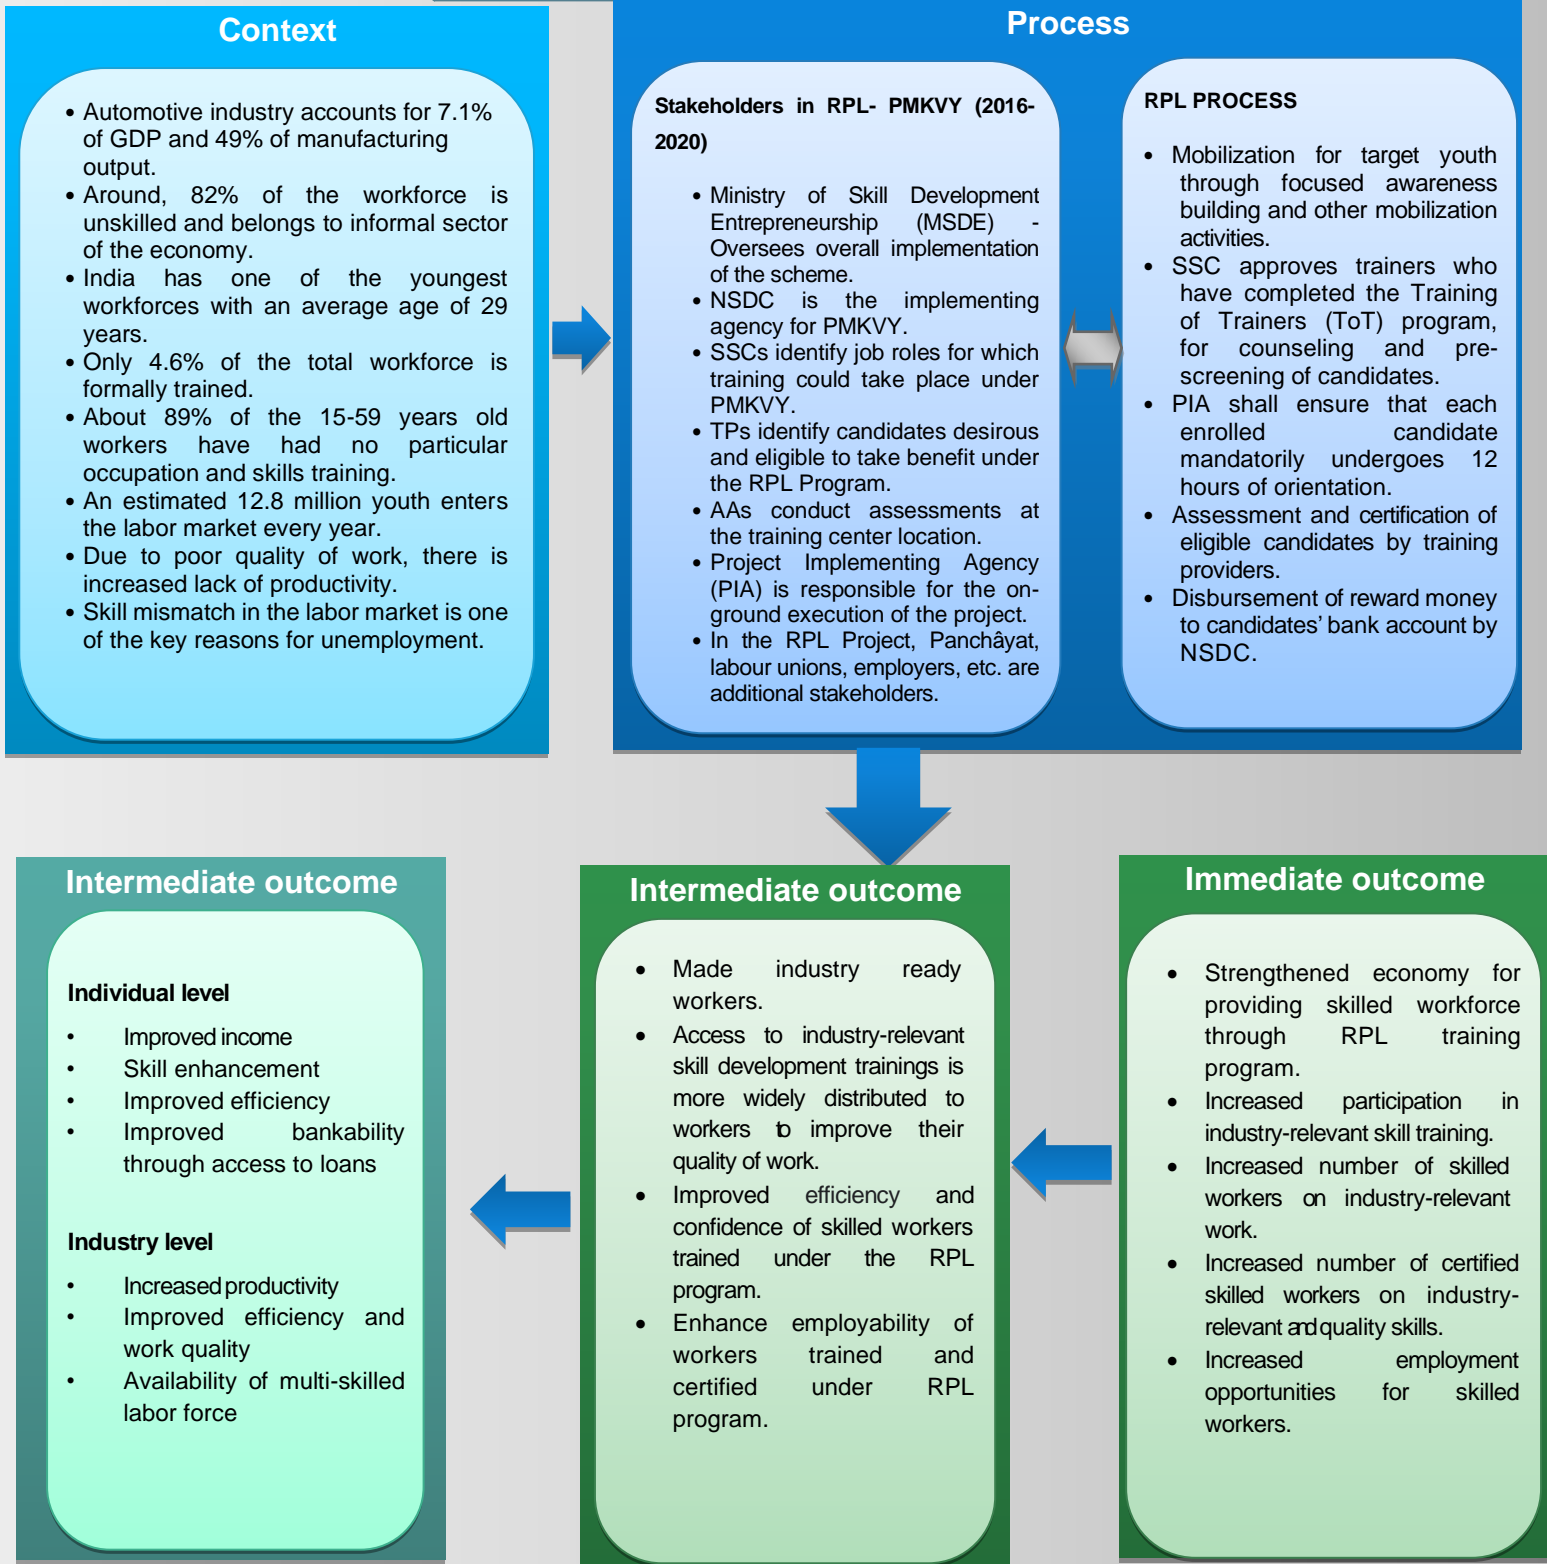 Context
• Automotive industry accounts for 7.1%
of GDP and 49% of manufacturing
output.
• Around, 82% of the workforce is
unskilled and belongs to informal sector
of the economy.
• India has one of the youngest
workforces with an average age of 29
years.
• Only 4.6% of the total workforce is
formally trained.
• About 89% of the 15-59 years old
workers have had no particular
occupation and skills training.
• An estimated 12.8 million youth enters
the labor market every year.
• Due to poor quality of work, there is
increased lack of productivity.
• Skill mismatch in the labor market is one
of the key reasons for unemployment.
Process
Stakeholders in RPL- PMKVY (2016-
2020)
• Ministry of Skill Development
Entrepreneurship (MSDE) -
Oversees overall implementation
of the scheme.
• NSDC is the implementing
agency for PMKVY.
• SSCs identify job roles for which
training could take place under
PMKVY.
• TPs identify candidates desirous
and eligible to take benefit under
the RPL Program.
• AAs conduct assessments at
the training center location.
• Project Implementing Agency
(PIA) is responsible for the on-
ground execution of the project.
• In the RPL Project, Panchâyat,
labour unions, employers, etc. are
additional stakeholders.
RPL PROCESS
• Mobilization for target youth
through focused awareness
building and other mobilization
activities.
• SSC approves trainers who
have completed the Training
of Trainers (ToT) program,
for counseling and pre-
screening of candidates.
• PIA shall ensure that each
enrolled candidate
mandatorily undergoes 12
hours of orientation.
• Assessment and certification of
eligible candidates by training
providers.
• Disbursement of reward money
to candidates' bank account by
NSDC.
Intermediate outcome
Individual level
• Improved income
• Skill enhancement
• Improved efficiency
• Improved bankability
through access to loans
Industry level
• Increased productivity
• Improved efficiency and
work quality
• Availability of multi-skilled
labor force
Intermediate outcome
• Made industry ready
workers.
• Access to industry-relevant
skill development trainings is
more widely distributed to
workers to improve their
quality of work.
• Improved efficiency and
confidence of skilled workers
trained under the RPL
program.
• Enhance employability of
workers trained and
certified under RPL
program.
Immediate outcome
• Strengthened economy for
providing skilled workforce
through RPL training
program.
• Increased participation in
industry-relevant skill training.
• Increased number of skilled
workers on industry-relevant
work.
• Increased number of certified
skilled workers on industry-
relevant and quality skills.
• Increased employment
opportunities for skilled
workers.